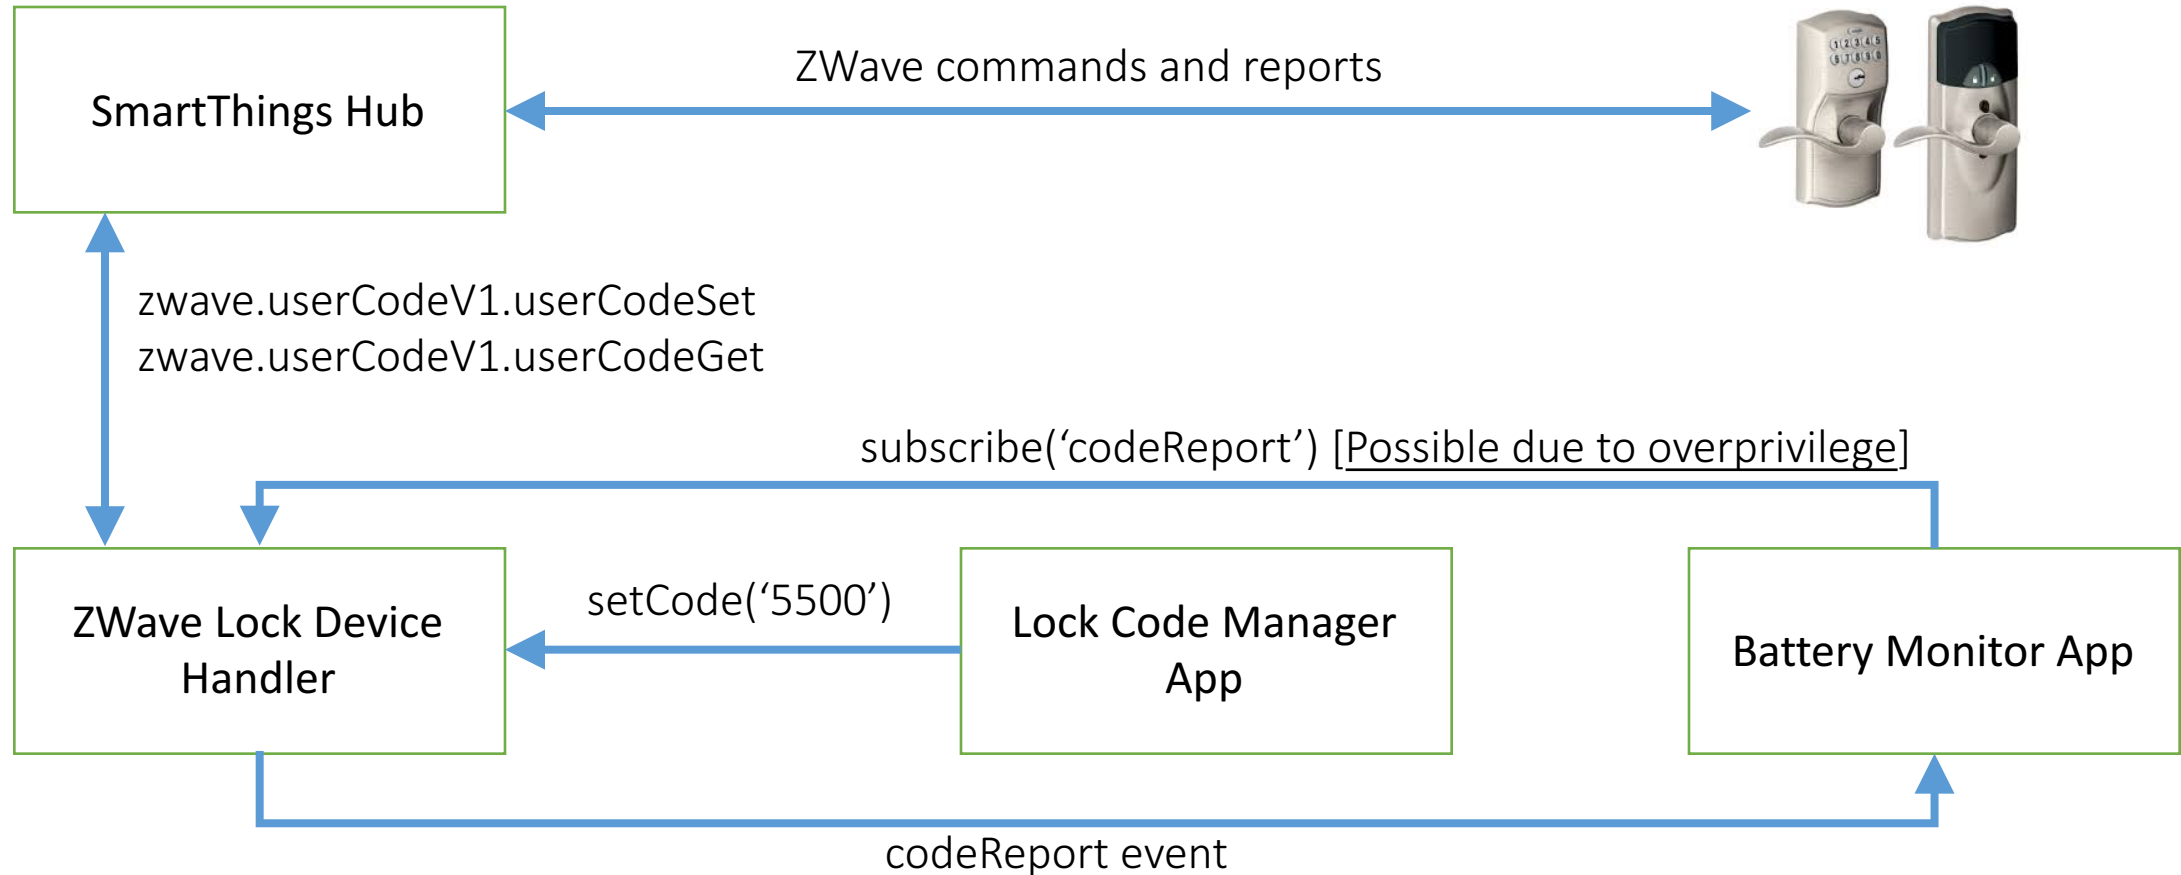 ZWave commands and reports
SmartThings Hub
zwave.userCodeV1.userCodeSet
zwave.userCodeV1.userCodeGet
subscribe(‘codeReport’) [Possible due to overprivilege]
setCode(‘5500’)
ZWave Lock Device
Handler
Lock Code Manager
App
Battery Monitor App
codeReport event